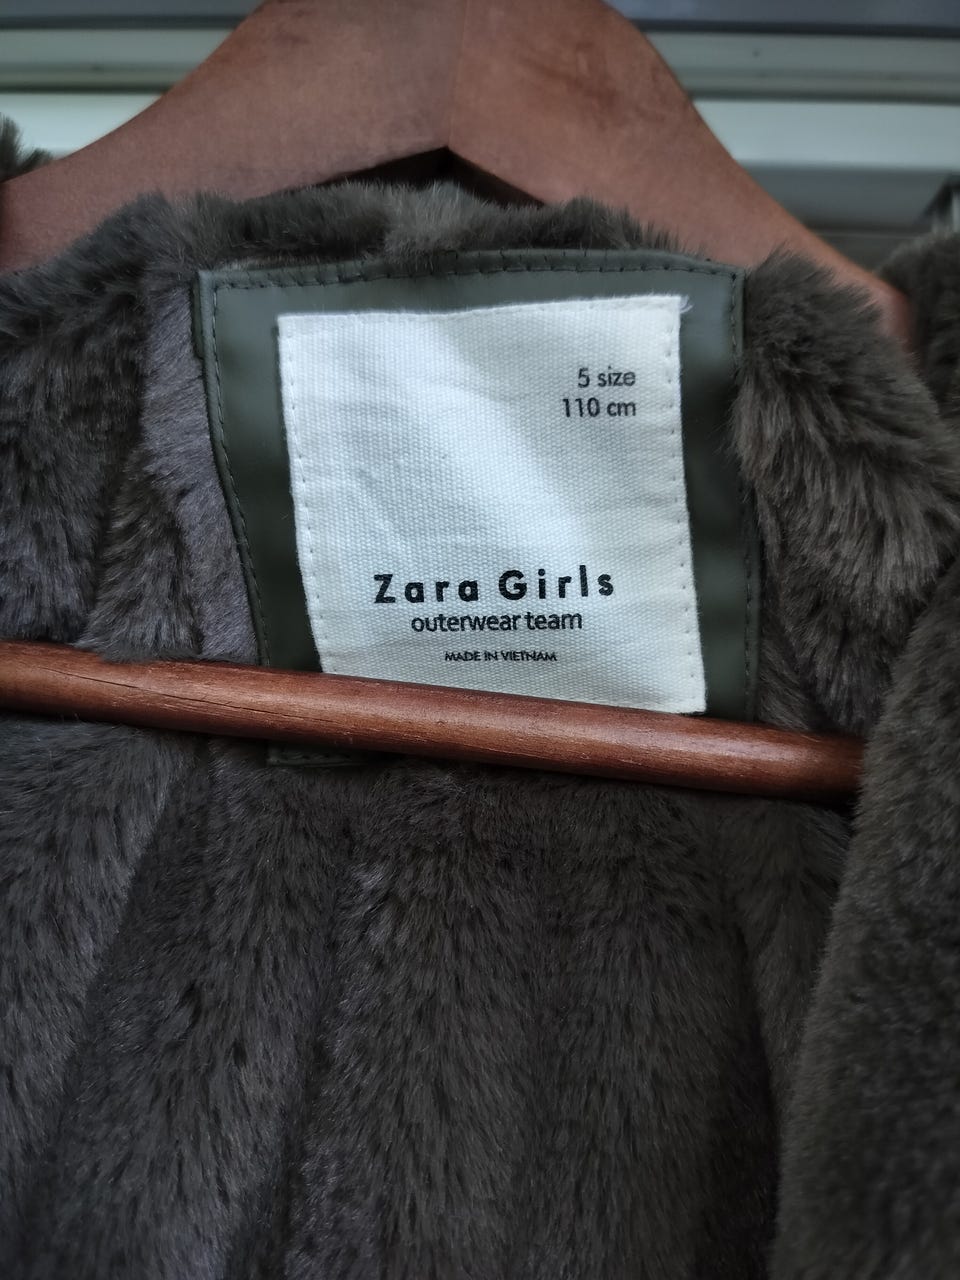 5 size
110 cm
Zara Girls
outerwear team
MADE IN VIETNAM